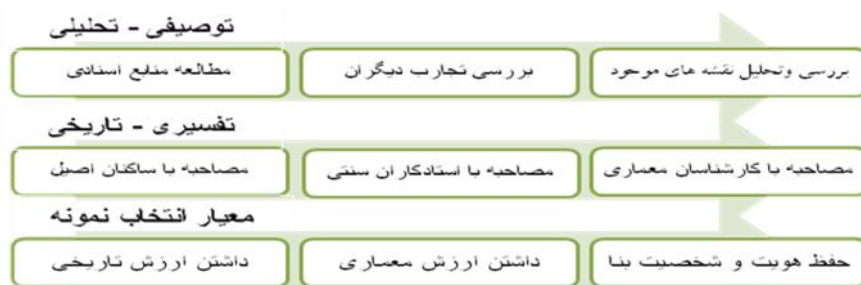 توصیفی - تحلیلی
بررسی وتحلیل نقشه های موجود
بررسی تجارب دیگران
مطالعه منابع اسنادی
تفسیری - تاریخی
مصاحبه با کارشناسان معماری
مصاحبه با استادکاران سنتی
مصاحبه با ساکنان اصیل
معیار انتخاب نمونه
حفظ هویت و شخصیت بنا
داشتن ارزش معماری
داشتن ارزش تاریخی